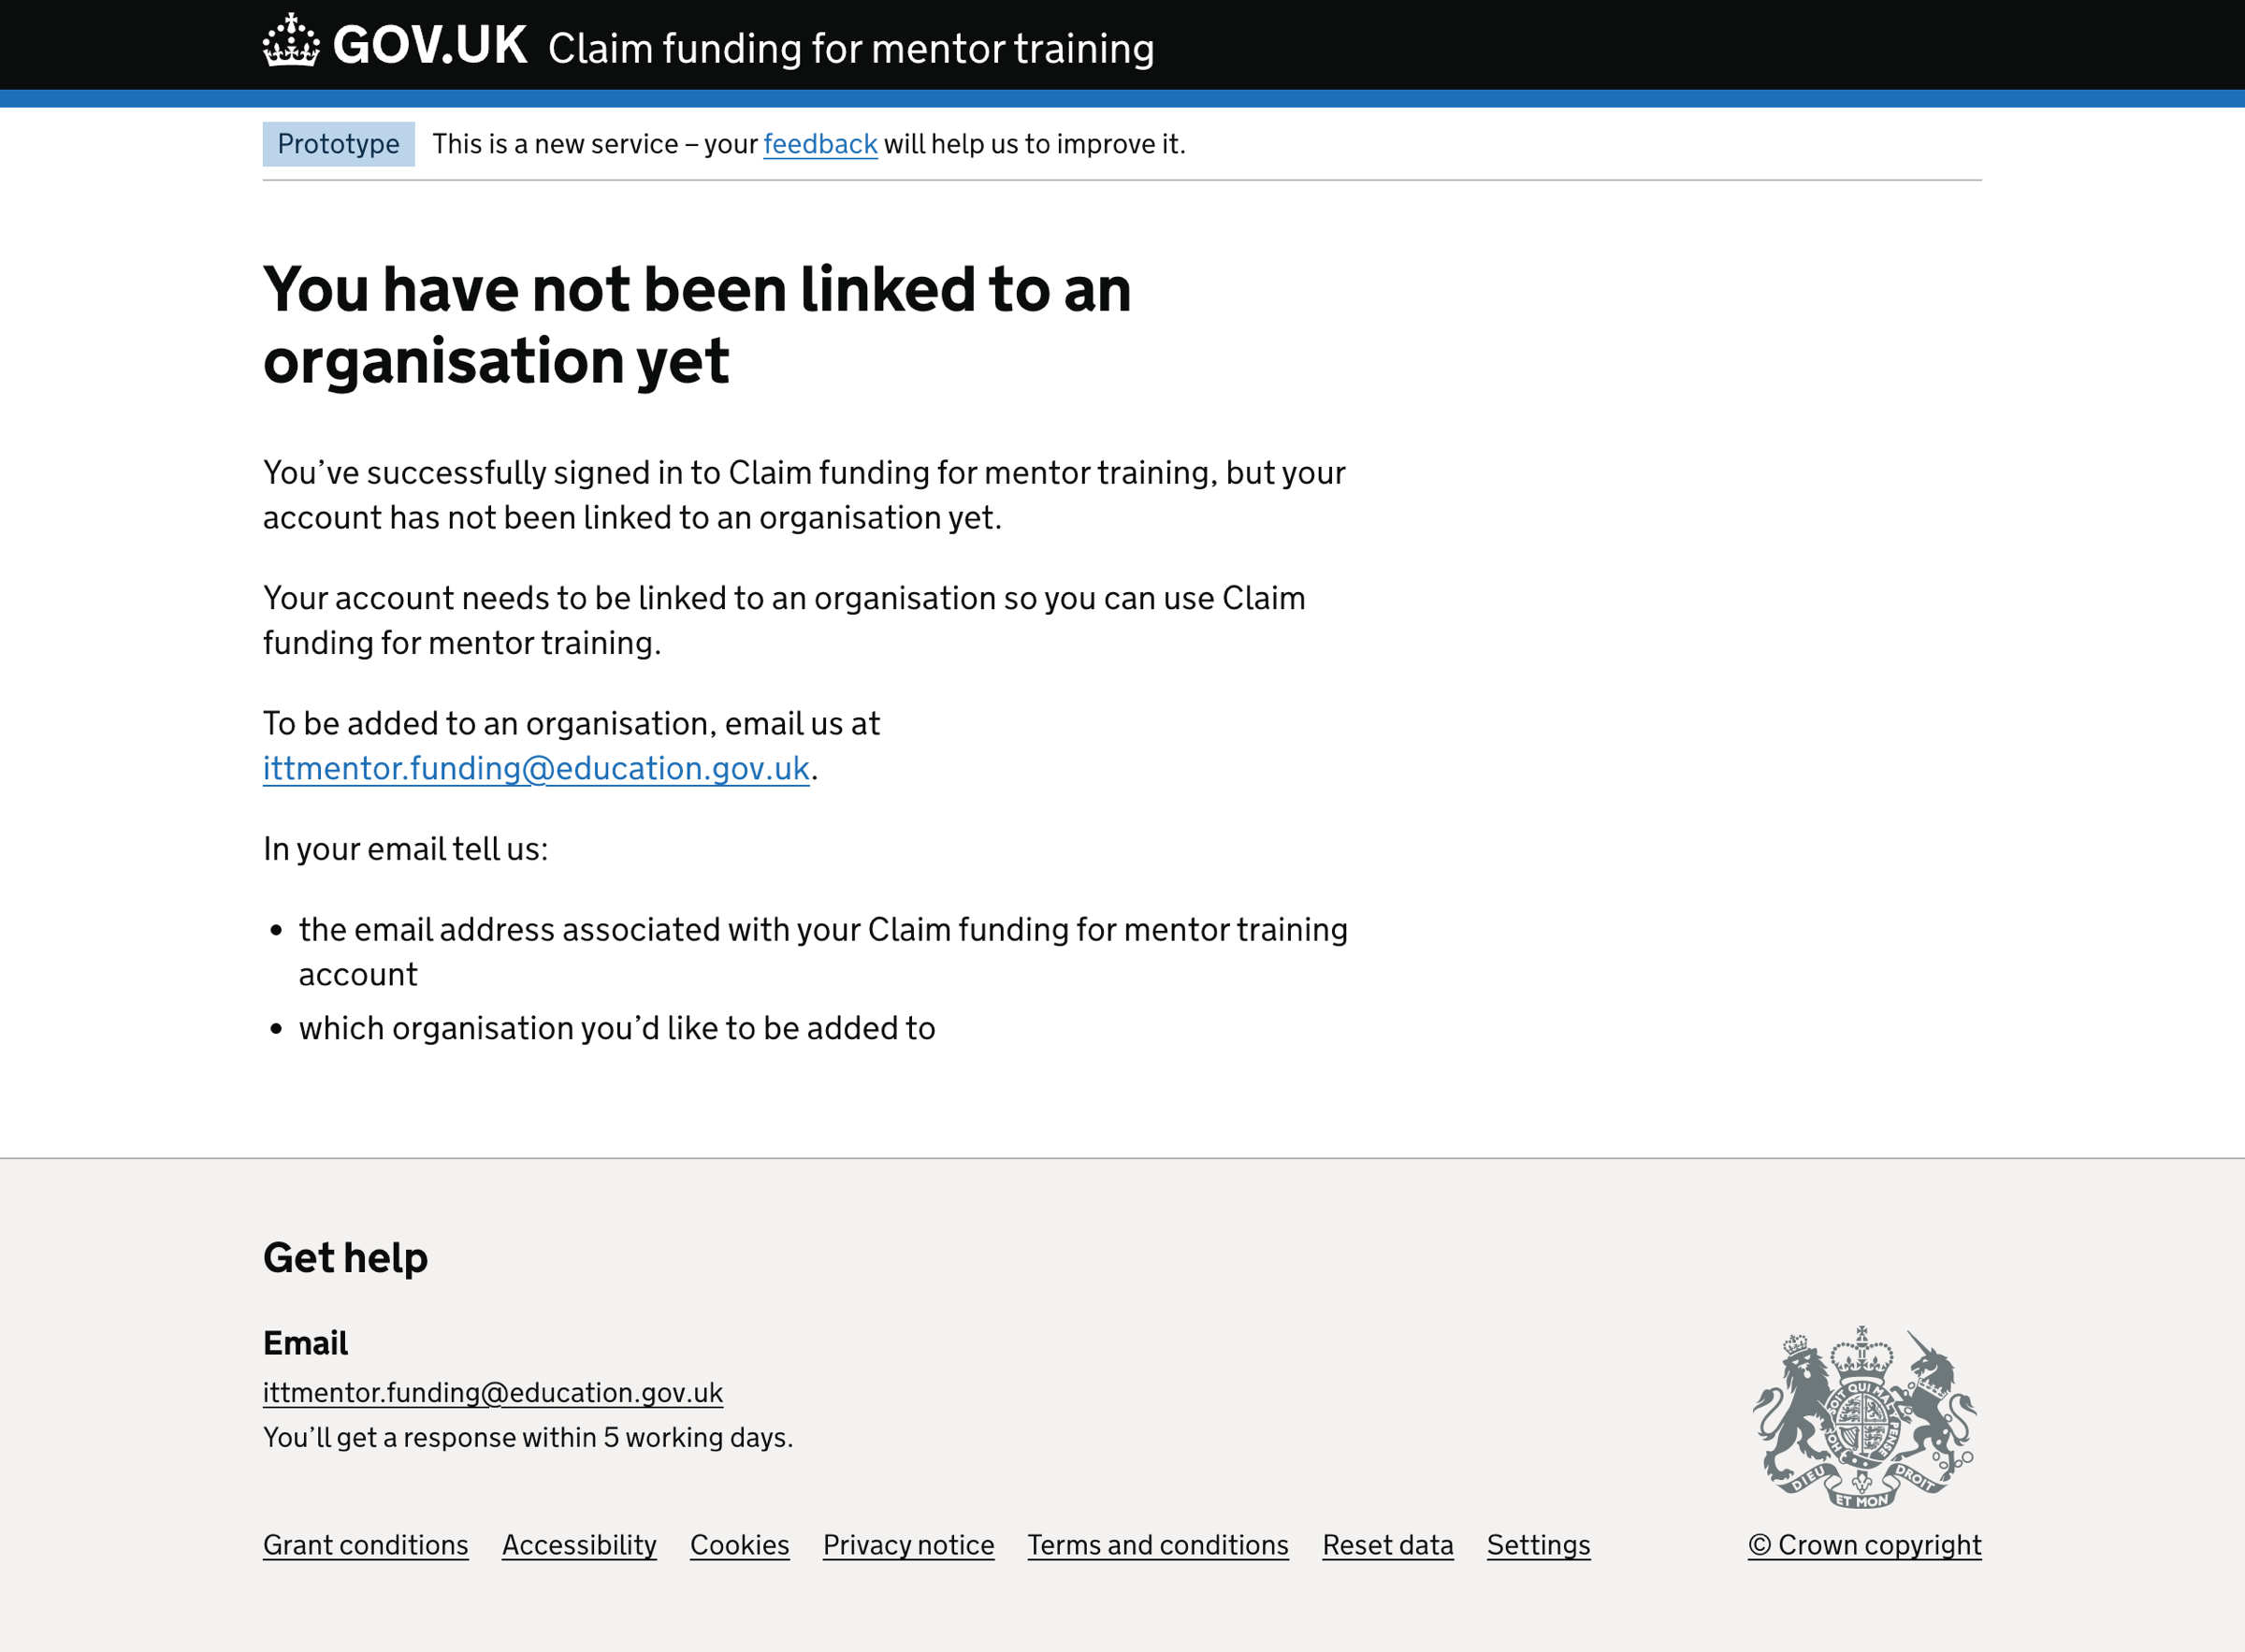 GOV.UK Claim funding for mentor training
Prototype This is a new service – your feedback will help us to improve it.
You have not been linked to an
organisation yet
You’ve successfully signed in to Claim funding for mentor training, but your
account has not been linked to an organisation yet.
Your account needs to be linked to an organisation so you can use Claim
funding for mentor training.
To be added to an organisation, email us at
ittmentor.funding@education.gov.uk.
In your email tell us:
• the email address associated with your Claim funding for mentor training
account
• which organisation you’d like to be added to
Get help
Email
ittmentor.funding@education.gov.uk
You’ll get a response within 5 working days.
SOIT QUI MAL Y PENSE
DIEU ET MON DROIT
Grant conditions Accessibility Cookies Privacy notice Terms and conditions Reset data Settings © Crown copyright